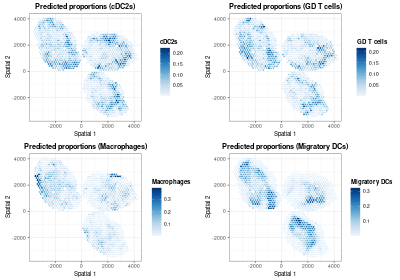 Predicted proportions (cDC2s)
4000
2000
0
-2000
Spatial 2
-2000
0
2000
4000
Spatial 1
cDC2s
0.20
0.15
0.10
0.05
Predicted proportions (GD T cells)
4000
2000
0
-2000
Spatial 2
-2000
0
2000
4000
Spatial 1
GD T cells
0.20
0.15
0.10
0.05
Predicted proportions (Macrophages)
4000
2000
0
-2000
Spatial 2
-2000
0
2000
4000
Spatial 1
Macrophages
0.3
0.2
0.1
Predicted proportions (Migratory DCs)
4000
2000
0
-2000
Spatial 2
-2000
0
2000
4000
Spatial 1
Migratory DCs
0.3
0.2
0.1